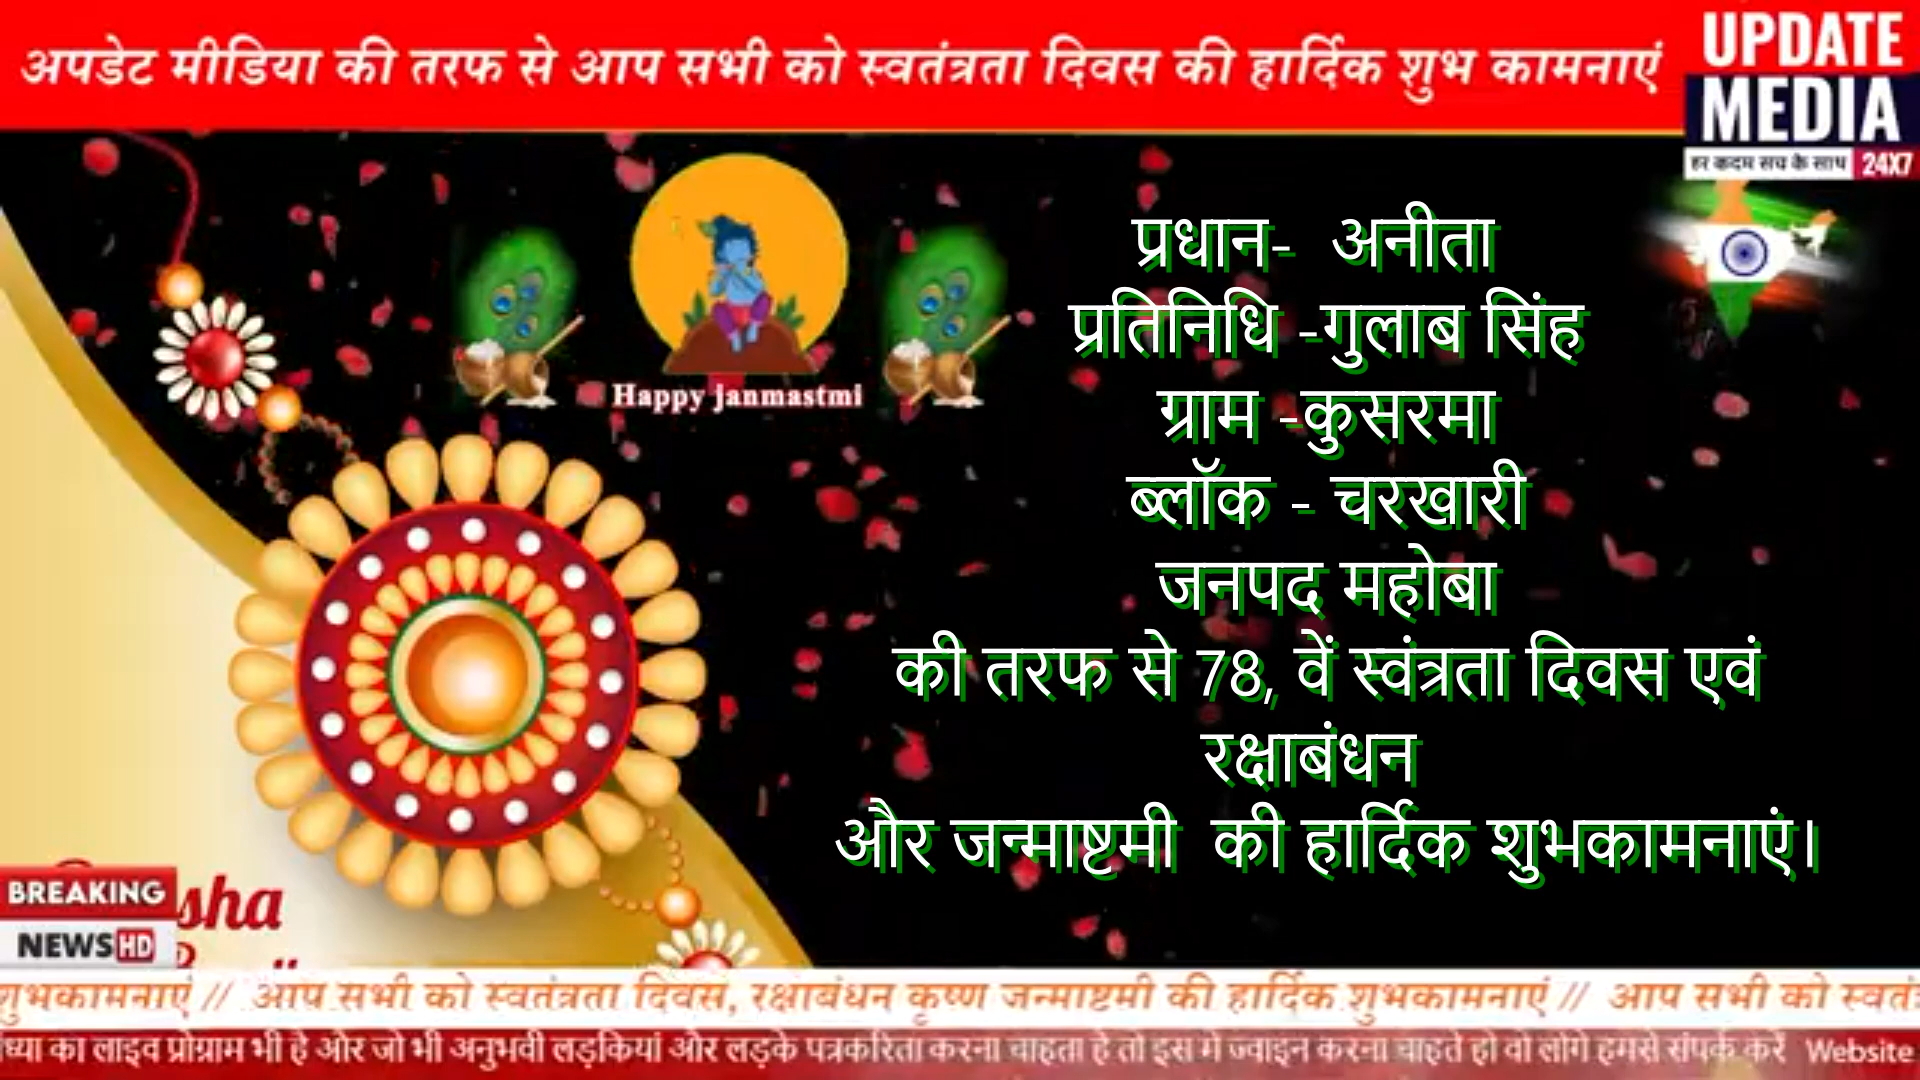 अपडेट मीडिया की तरफ से आप सभी को स्वतंत्रता दिवस की हार्दिक शुभ कामनाएं
UPDATE
MEDIA
हर कदम सच के साथ 24X7
Happy janmastmi
प्रधान- अनीता
प्रतिनिधि -गुलाब सिंह
ग्राम -कुसरमा
ब्लॉक - चरखारी
जनपद महोबा
की तरफ से 78, वें स्वंत्रता दिवस एवं
रक्षाबंधन
और जन्माष्टमी की हार्दिक शुभकामनाएं।
sha
BREAKING
NEWS HD
शुभकामनाएं // आप सभी को स्वतंत्रता दिवस, रक्षाबंधन कृष्ण जन्माष्टमी की हार्दिक शुभकामनाएं // आप सभी को स्वतं
ध्या का लाइव प्रोग्राम भी है और जो भी अनुभवी लड़कियां और लड़के पत्रकरिता करना चाहता है तो इस मे ज्वाइन करना चाहते हो वो लोगे हमसे संपर्क करें Website